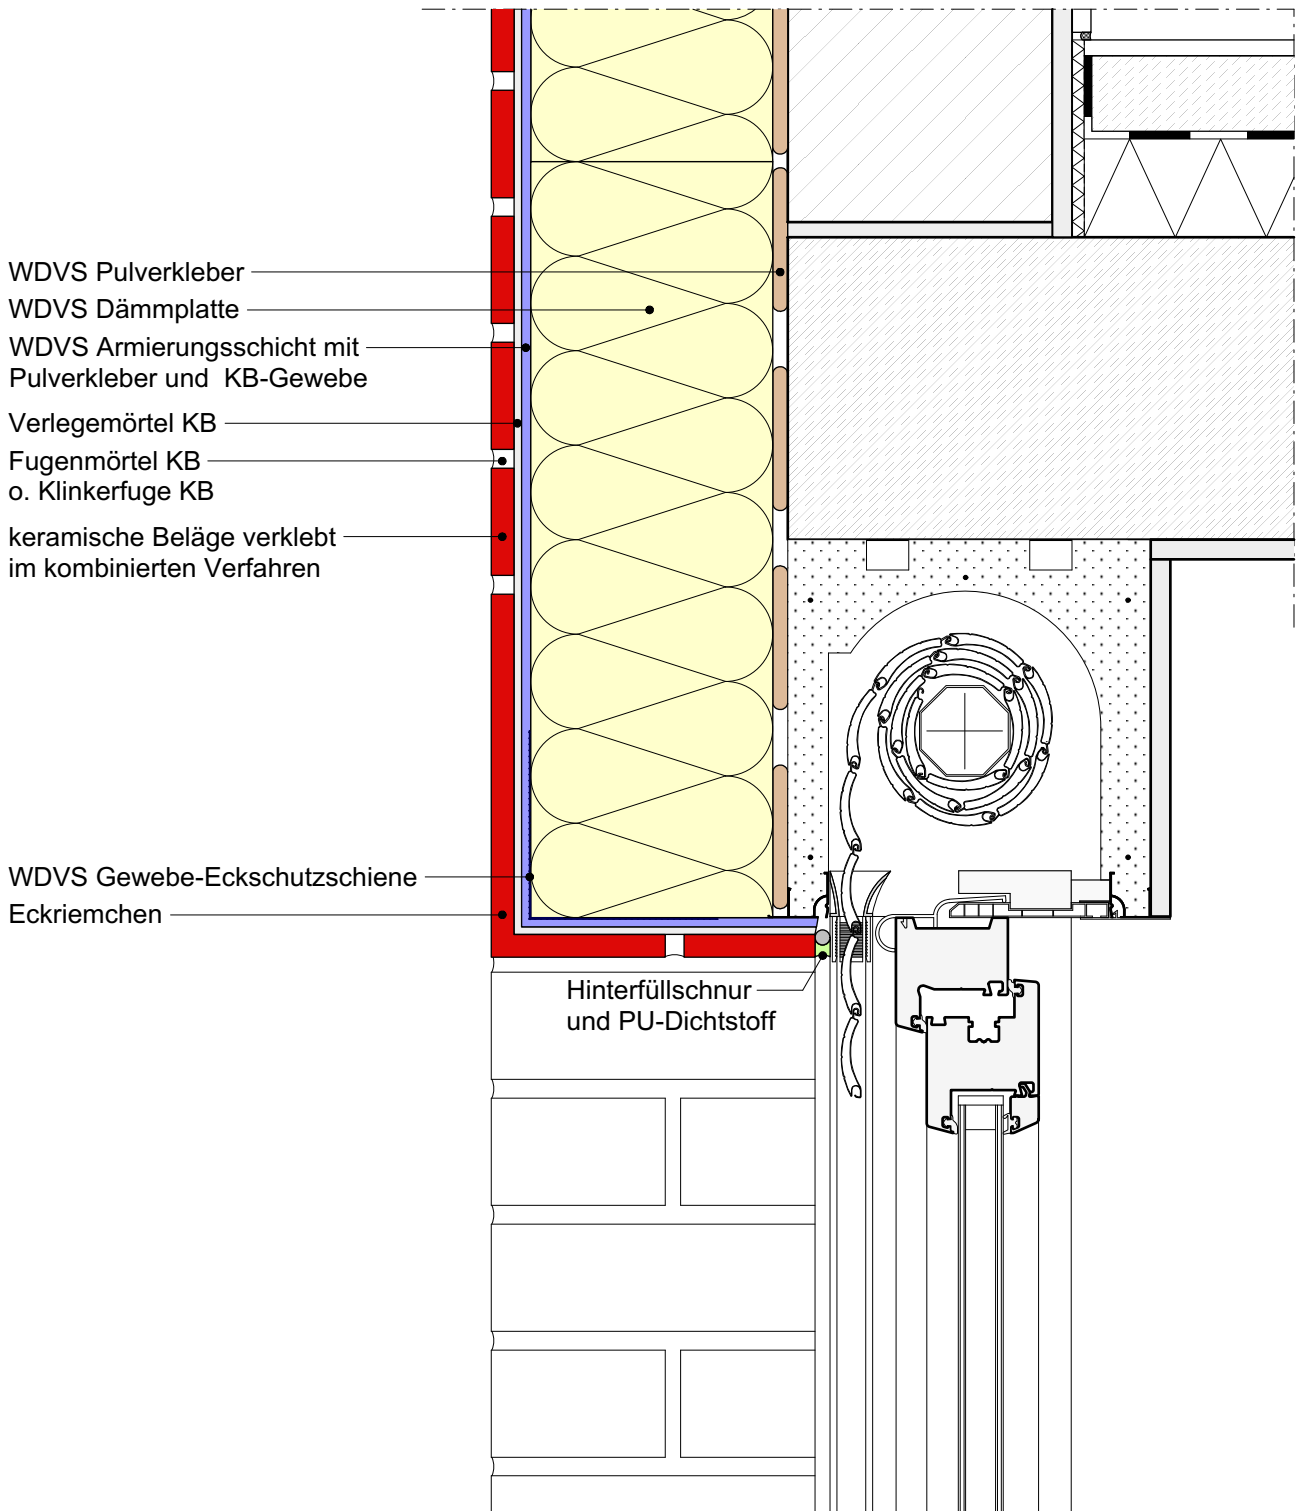 WDVS Pulverkleber
WDVS Dämmplatte
WDVS Armierungsschicht mit
Pulverkleber und  KB-Gewebe
Verlegemörtel KB
Fugenmörtel KB
o. Klinkerfuge KB
keramische Beläge verklebt
im kombinierten Verfahren
WDVS Gewebe-Eckschutzschiene
Eckriemchen
Hinterfüllschnur
und PU-Dichtstoff